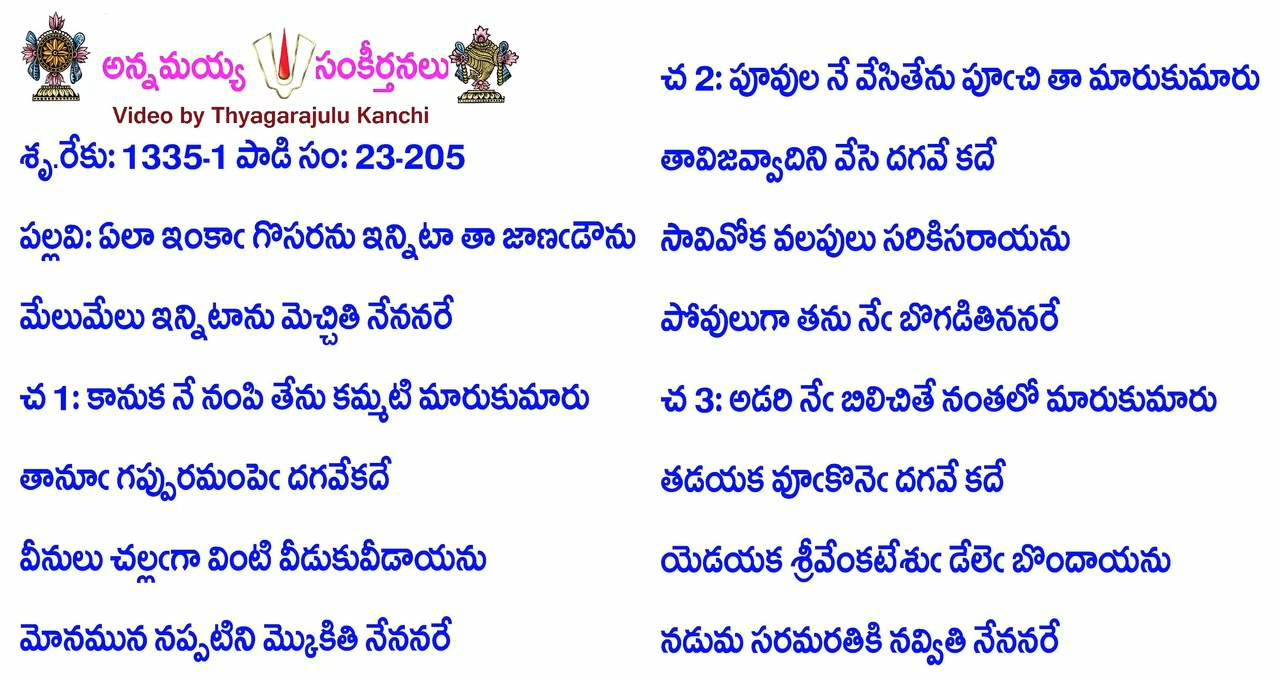 అన్నమయ్య సంకీర్తనలు
Video by Thyagarajulu Kanchi
శృ.రేకు: 1335-1 పాడి సం: 23-205
పల్లవి: ఏలా ఇంకాఁ గొసరను ఇన్నిటా తా జాణఁడౌను
మేలుమేలు ఇన్నిటాను మెచ్చితి నేననరే
చ 1: కానుక నే నంపి తేను కమ్మటి మారుకుమారు
తానూఁ గప్పురమంపెఁ దగవేకదే
వీనులు చల్లఁగా వింటి వీడుకువీడాయను
మోనమున నప్పటిని మ్కొకితి నేననరే
చ 2: పూవుల నే వేసితేను పూఁచి తా మారుకుమారు
తావిజవ్వాదిని వేసె దగవే కదే
సావివోక వలపులు సరికిసరాయను
పోవులుగా తను నేఁ బొగడితిననరే
చ 3: అడరి నేఁ బిలిచితే నంతలో మారుకుమారు
తడయక వూఁకొనెఁ దగవే కదే
యెడయక శ్రీవేంకటేశుఁ డేలెఁ బొందాయను
నడుమ సరమరతికి నవ్వితి నేననరే